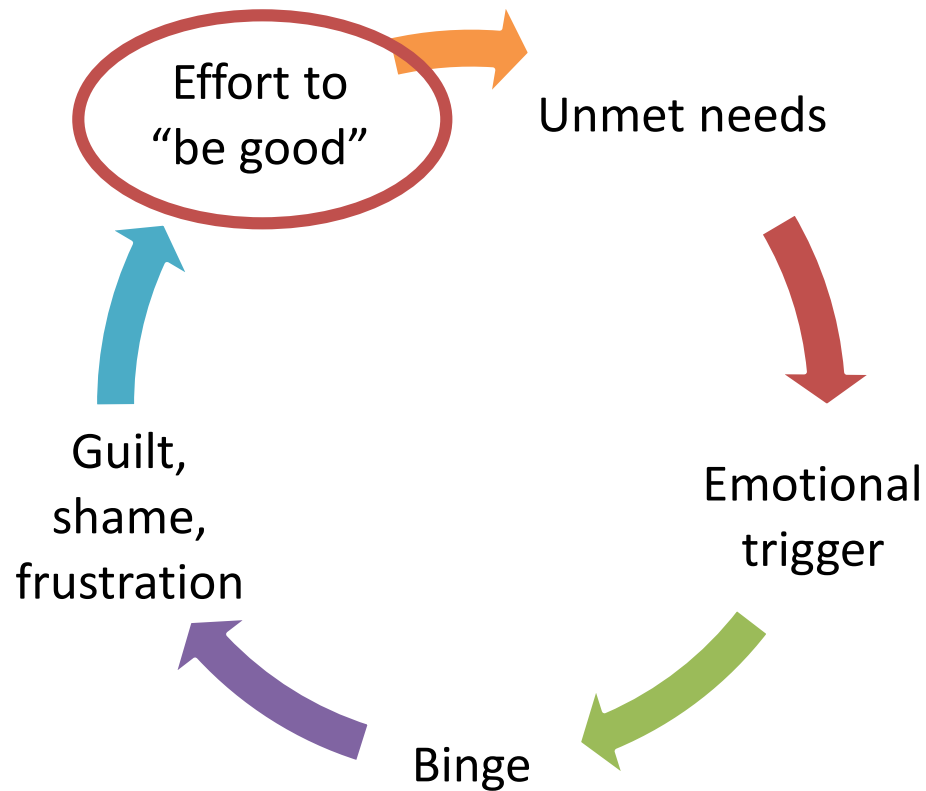 Effort to
“be good”
Unmet needs
Emotional
trigger
Binge
Guilt,
shame,
frustration